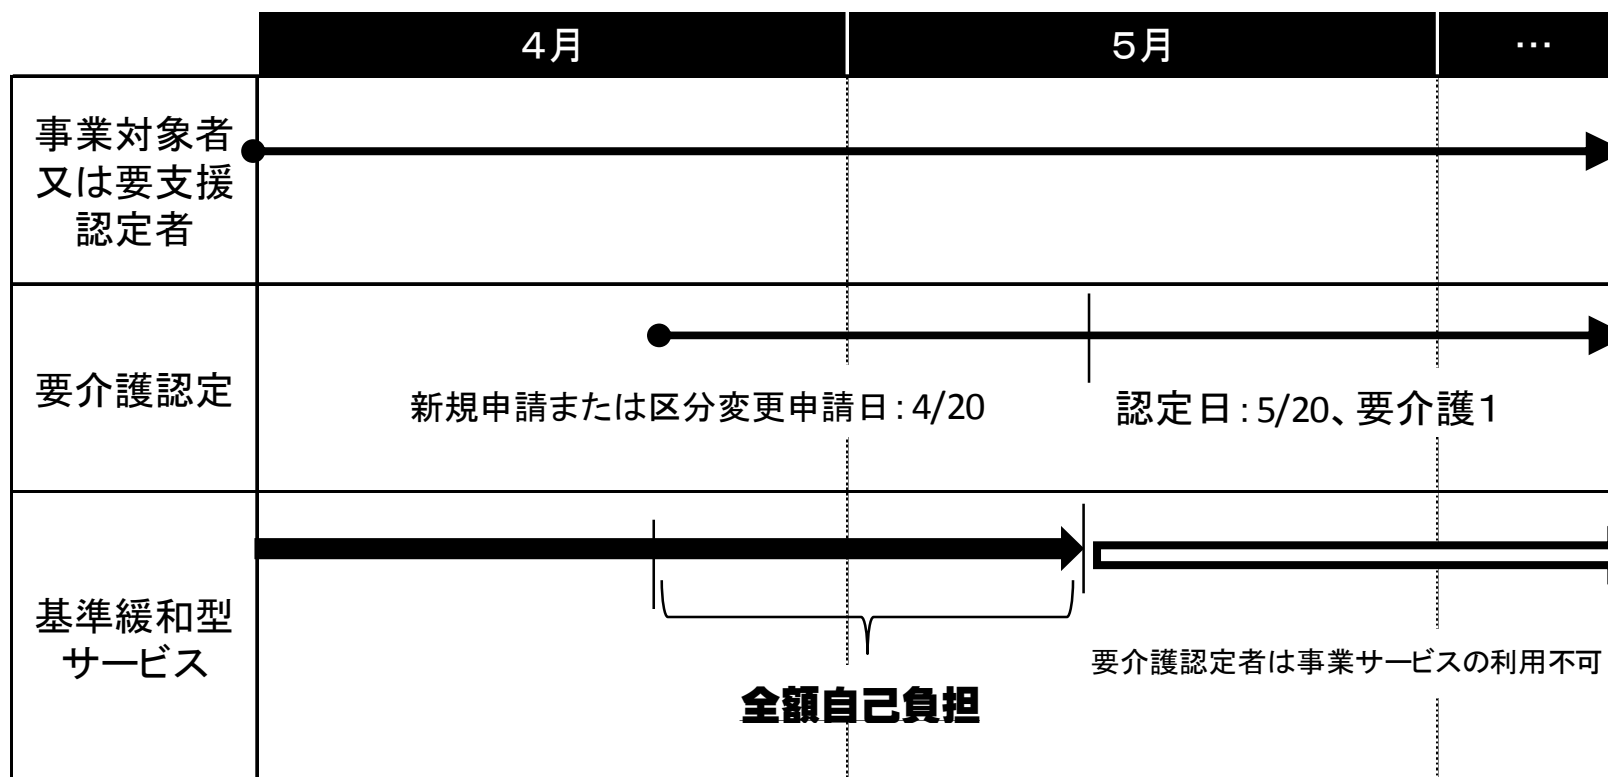 ４月
５月
…
事業対象者
又は要支援
認定者
要介護認定
新規申請または区分変更申請日：4/20
認定日：5/20、要介護１
基準緩和型
サービス
全額自己負担
要介護認定者は事業サービスの利用不可